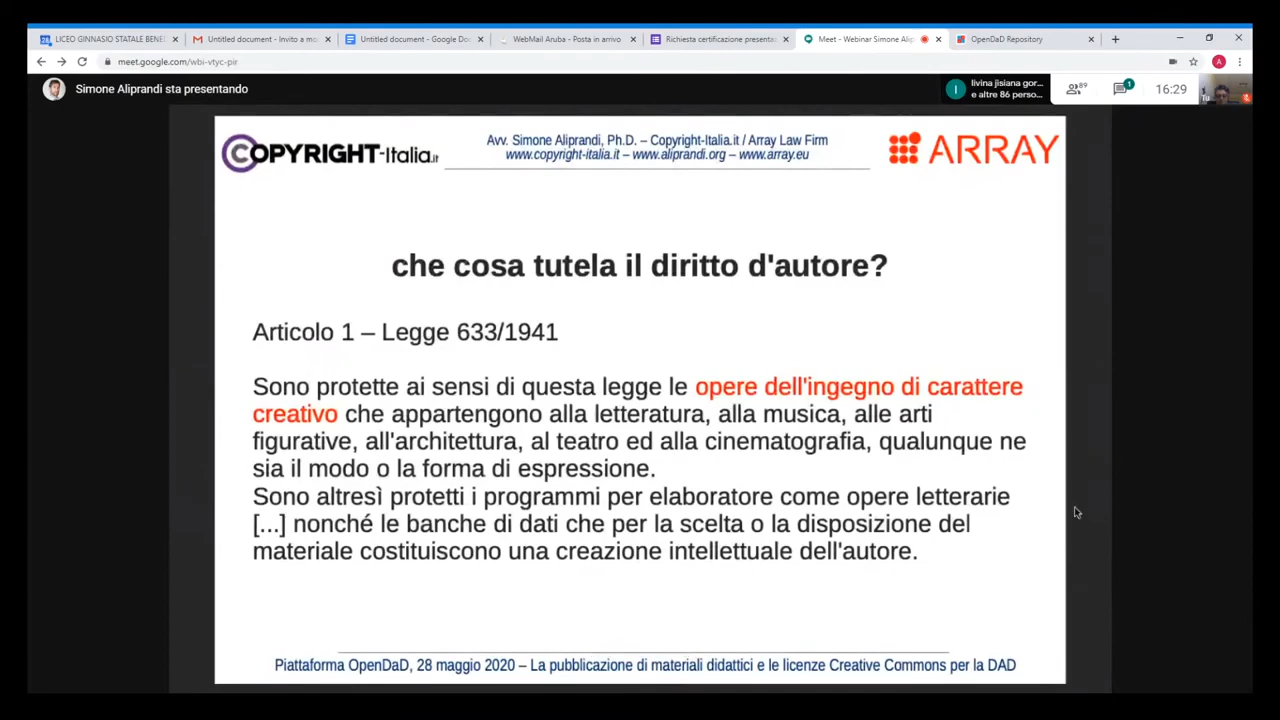 LICEO GINNASIO STATALE BENE
Untitled document - Invito a mo
Untitled document - Google Do
WebMail Aruba - Posta in arrivo
Richiesta certificazione presenta
Meet - Webinar Simone Alip
OpenDaD Repository
meet.google.com/wbi-vtyc-pir
Simone Aliprandi sta presentando
livina jisiana gor...
e altre 86 perso...
89
1
16:29
Tu
COPYRIGHT-Italia.it
Avv. Simone Aliprandi, Ph.D. – Copyright-Italia.it / Array Law Firm
www.copyright-italia.it – www.aliprandi.org – www.array.eu
ARRAY
che cosa tutela il diritto d'autore?
Articolo 1 – Legge 633/1941
Sono protette ai sensi di questa legge le opere dell'ingegno di carattere
creativo che appartengono alla letteratura, alla musica, alle arti
figurative, all'architettura, al teatro ed alla cinematografia, qualunque ne
sia il modo o la forma di espressione.
Sono altresì protetti i programmi per elaboratore come opere letterarie
[...] nonché le banche di dati che per la scelta o la disposizione del
materiale costituiscono una creazione intellettuale dell'autore.
Piattaforma OpenDaD, 28 maggio 2020 – La pubblicazione di materiali didattici e le licenze Creative Commons per la DAD